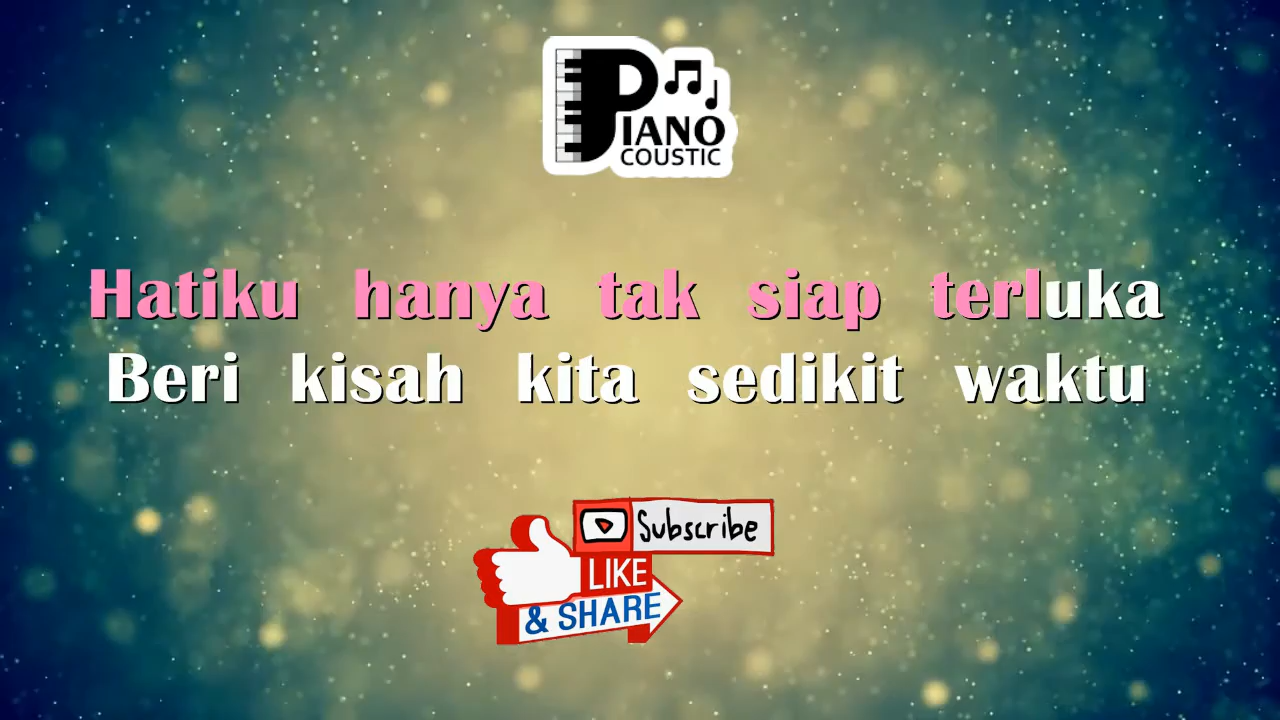 PIANO
COUSTIC
Hatiku hanya tak siap terluka
Beri kisah kita sedikit waktu
Subscribe
LIKE
& SHARE